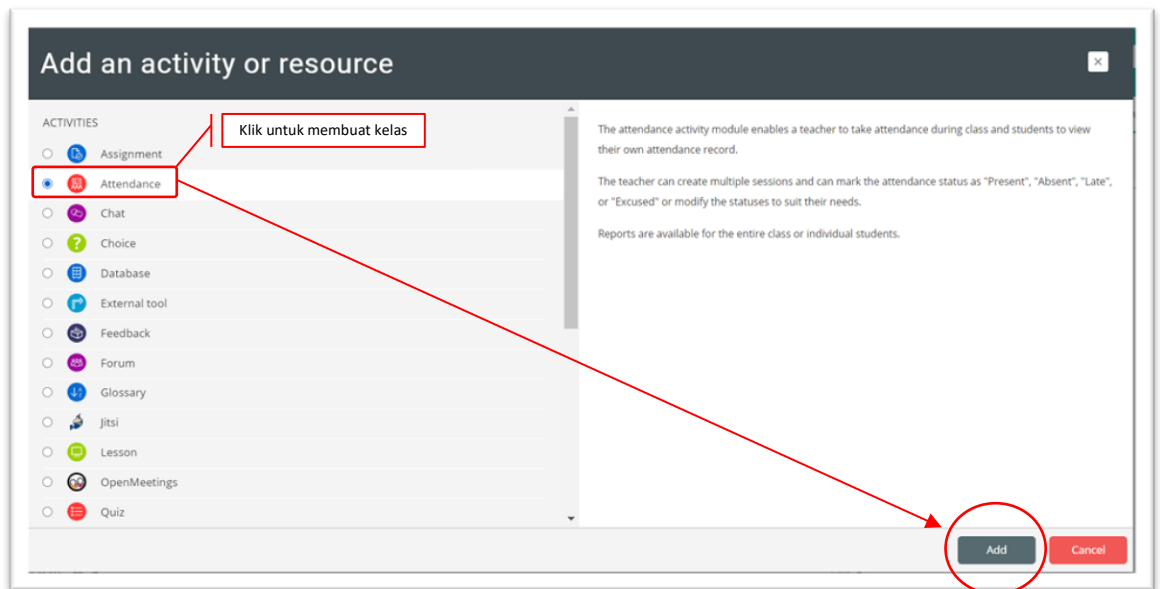 Add an activity or resource
ACTIVITIES
Klik untuk membuat kelas
Assignment
Attendance
Chat
Choice
Database
External tool
Feedback
Forum
Glossary
Jitsi
Lesson
OpenMeetings
Quiz
The attendance activity module enables a teacher to take attendance during class and students to view
their own attendance record.
The teacher can create multiple sessions and can mark the attendance status as "Present", "Absent", "Late",
or "Excused" or modify the statuses to suit their needs.
Reports are available for the entire class or individual students.
Add
Cancel